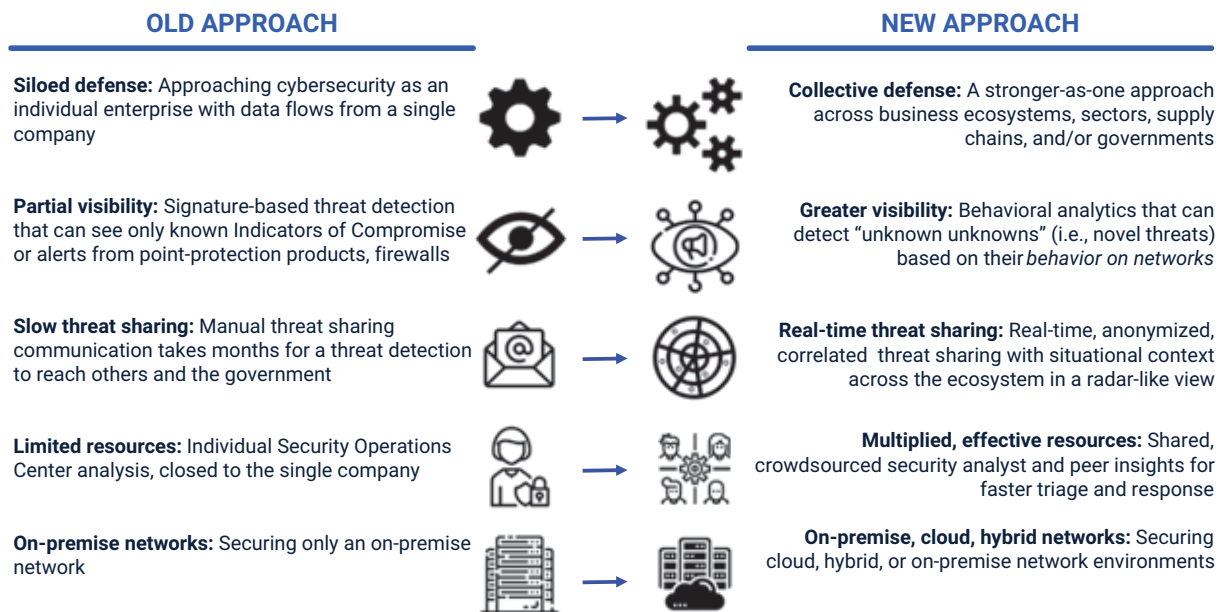 OLD APPROACH
NEW APPROACH
Siloed defense: Approaching cybersecurity as an
individual enterprise with data flows from a single
company
Collective defense: A stronger-as-one approach
across business ecosystems, sectors, supply
chains, and/or governments
Partial visibility: Signature-based threat detection
that can see only known Indicators of Compromise
or alerts from point-protection products, firewalls
Greater visibility: Behavioral analytics that can
detect “unknown unknowns” (i.e., novel threats)
based on their behavior on networks
Slow threat sharing: Manual threat sharing
communication takes months for a threat detection
to reach others and the government
@
Real-time threat sharing: Real-time, anonymized,
correlated threat sharing with situational context
across the ecosystem in a radar-like view
Limited resources: Individual Security Operations
Center analysis, closed to the single company
Multiplied, effective resources: Shared,
crowdsourced security analyst and peer insights for
faster triage and response
On-premise networks: Securing only an on-premise
network
On-premise, cloud, hybrid networks: Securing
cloud, hybrid, or on-premise network environments